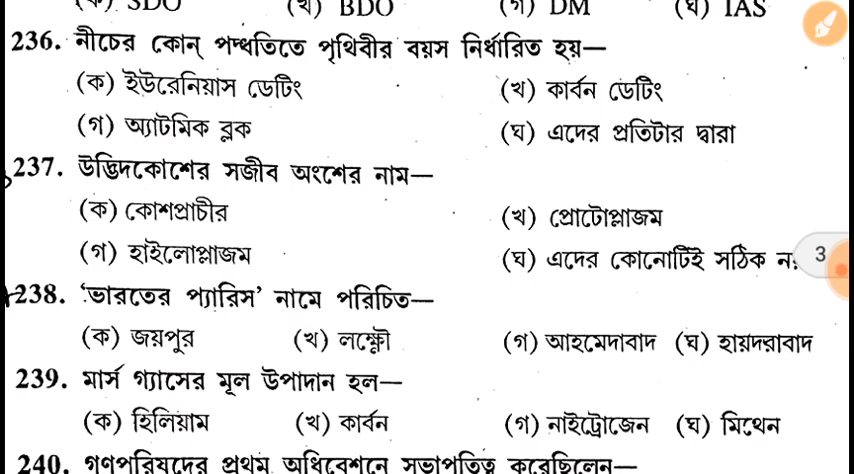 (ক) SDO (খ) BDO (গ) DM (ঘ) IAS
236. নীচের কোন্ পদ্ধতিতে পৃথিবীর বয়স নির্ধারিত হয়—
(ক) ইউরেনিয়াম ডেটিং (খ) কার্বন ডেটিং
(গ) অ্যাটমিক ব্লক (ঘ) এদের প্রতিটার দ্বারা
237. উদ্ভিদকোশের সজীব অংশের নাম—
(ক) কোশপ্রাচীর (খ) প্রোটোপ্লাজম
(গ) হাইলোপ্লাজম (ঘ) এদের কোনোটিই সঠিক
3
238. 'ভারতের প্যারিস' নামে পরিচিত—
(ক) জয়পুর (খ) লক্ষ্ণৌ (গ) আহমেদাবাদ (ঘ) হায়দরাবাদ
239. মার্স গ্যাসের মূল উপাদান হল—
(ক) হিলিয়াম (খ) কার্বন (গ) নাইট্রোজেন (ঘ) মিথেন
240. গণপরিষদের প্রথম অধিবেশনে সভাপতিত্ব করেছিলেন—